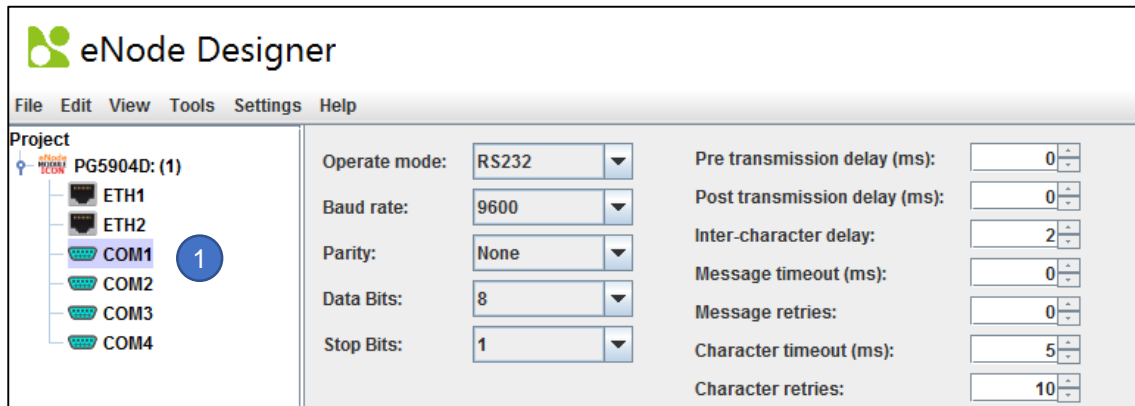 eNode Designer
File Edit View Tools Settings Help
Project
eNode
MODULE
ICON
PG5904D: (1)
ETH1
ETH2
COM1
1
COM2
COM3
COM4
Operate mode: RS232
Baud rate: 9600
Parity: None
Data Bits: 8
Stop Bits: 1
Pre transmission delay (ms): 0
Post transmission delay (ms): 0
Inter-character delay: 2
Message timeout (ms): 0
Message retries: 0
Character timeout (ms): 5
Character retries: 10